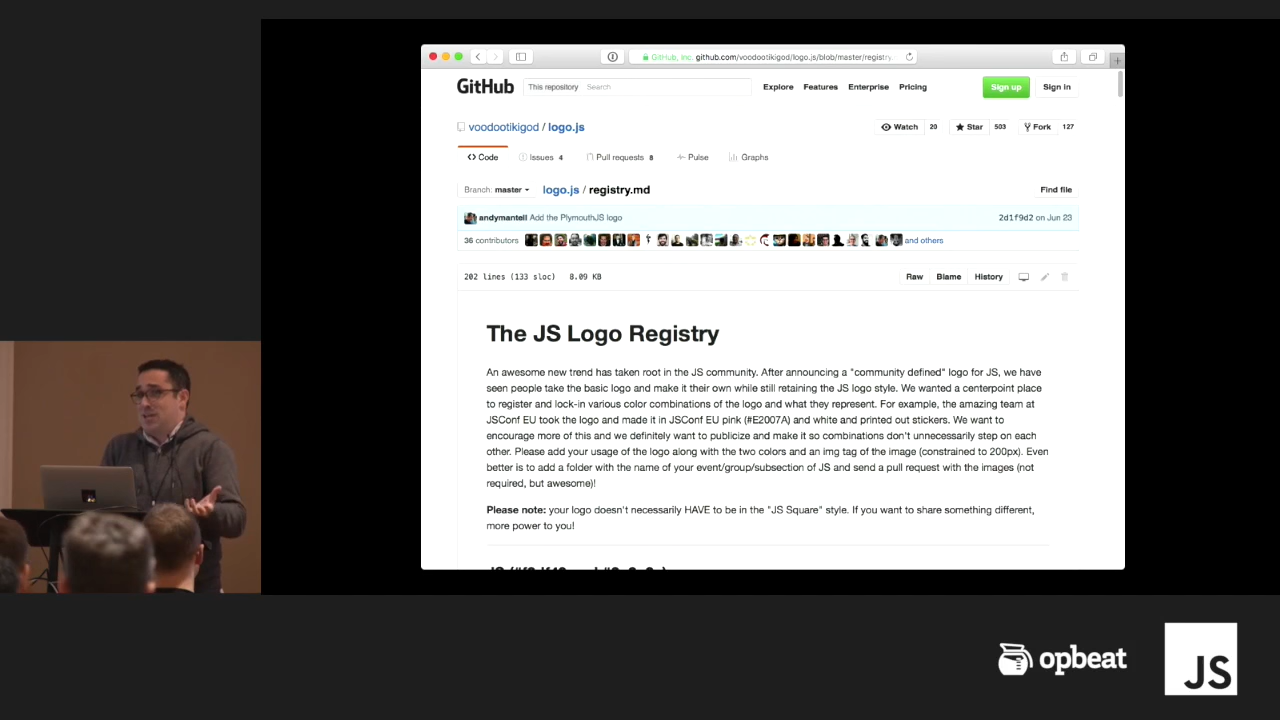 GitHub, Inc. github.com/voodootikigod/logo.js/blob/master/registry.
GitHub This repository Search Explore Features Enterprise Pricing Sign up Sign in
voodootikigod / logo.js Watch 20 Star 503 Fork 127
Code Issues 4 Pull requests 8 Pulse Graphs
Branch: master logo.js / registry.md Find file
andymantell Add the PlymouthJS logo 2d1f9d2 on Jun 23
36 contributors and others
202 lines (133 sloc) 8.09 KB Raw Blame History
The JS Logo Registry
An awesome new trend has taken root in the JS community. After announcing a "community defined" logo for JS, we have
seen people take the basic logo and make it their own while still retaining the JS logo style. We wanted a centerpoint place
to register and lock-in various color combinations of the logo and what they represent. For example, the amazing team at
JSConf EU took the logo and made it in JSConf EU pink (#E2007A) and white and printed out stickers. We want to
encourage more of this and we definitely want to publicize and make it so combinations don't unnecessarily step on each
other. Please add your usage of the logo along with the two colors and an img tag of the image (constrained to 200px). Even
better is to add a folder with the name of your event/group/subsection of JS and send a pull request with the images (not
required, but awesome)!
Please note: your logo doesn't necessarily HAVE to be in the "JS Square" style. If you want to share something different,
more power to you!
opbeat
JS